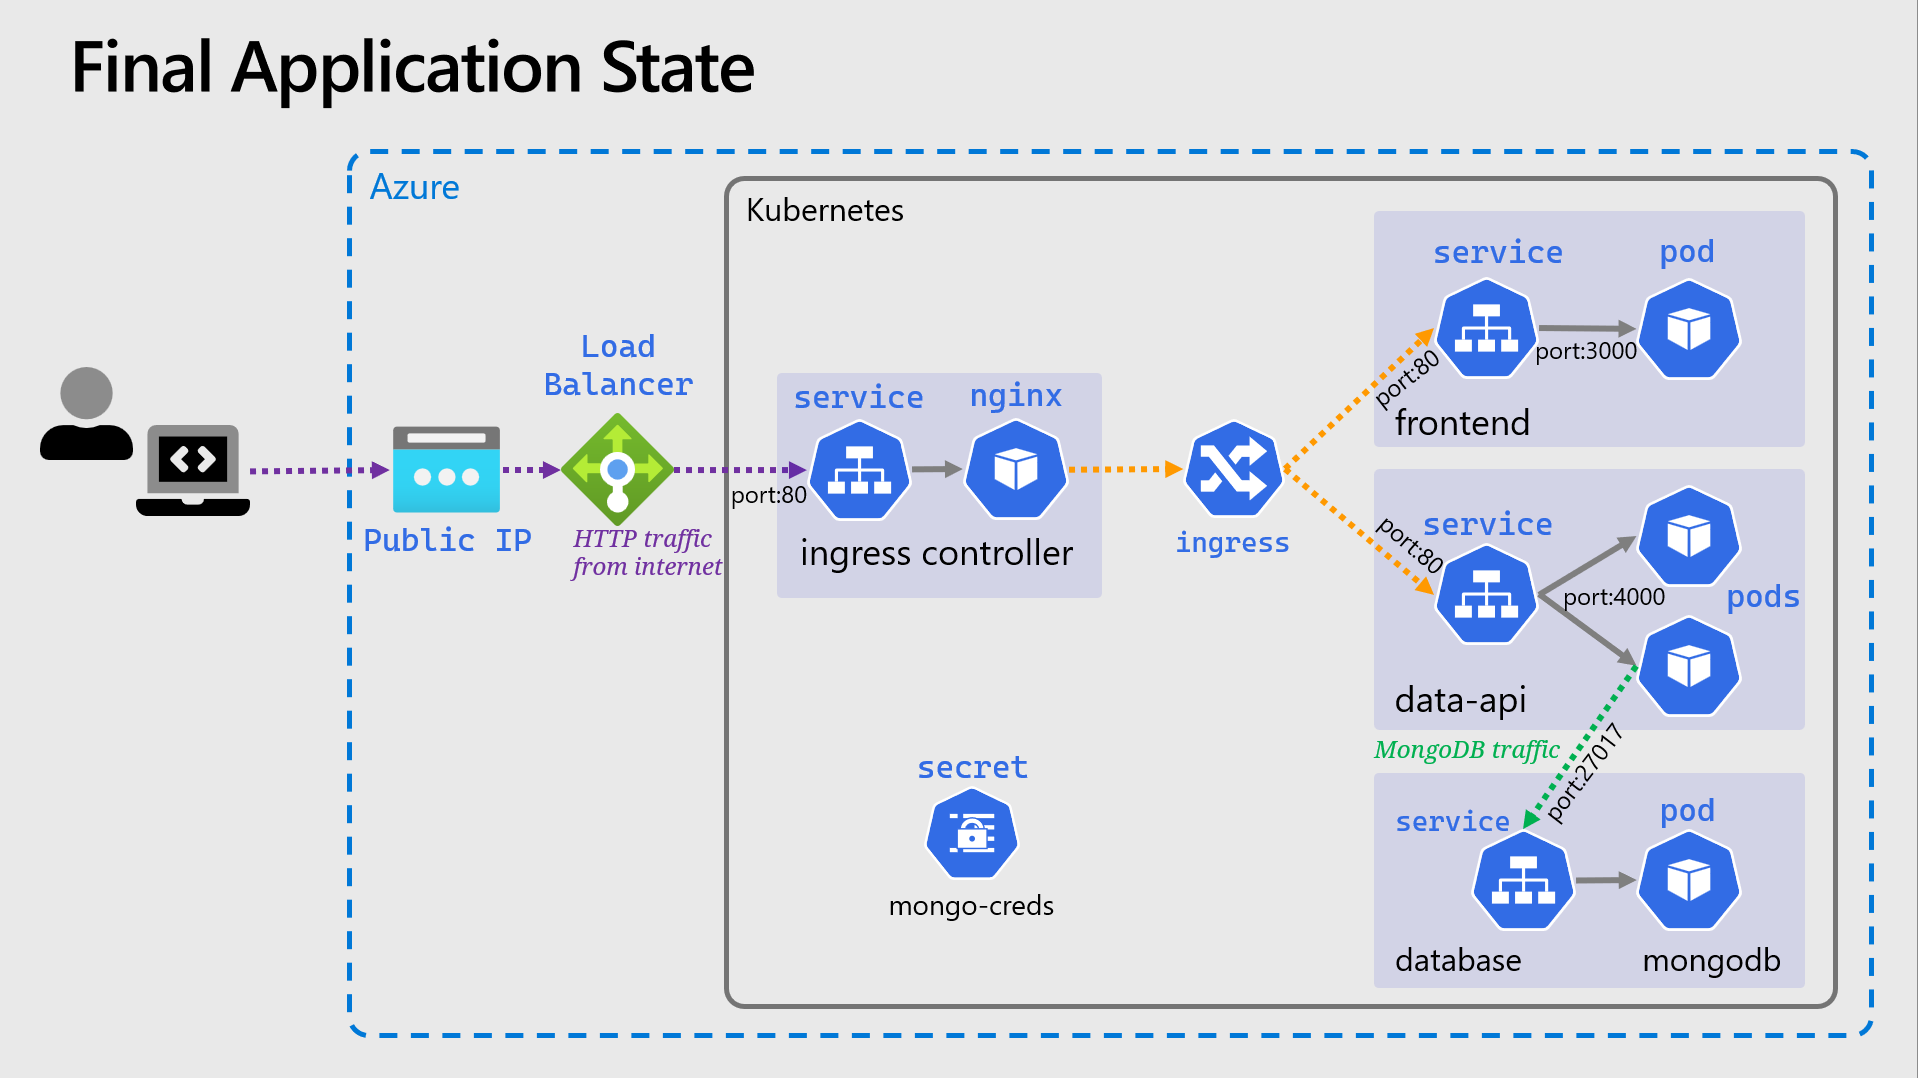 Final Application State
Azure
Kubernetes
Load
Balancer
Public IP
HTTP traffic
from internet
port:80
service
nginx
ingress controller
ingress
port:80
service
pod
port:3000
frontend
port:80
service
port:4000
pods
data-api
MongoDB traffic
port:27017
secret
mongo-creds
service
pod
database
mongodb